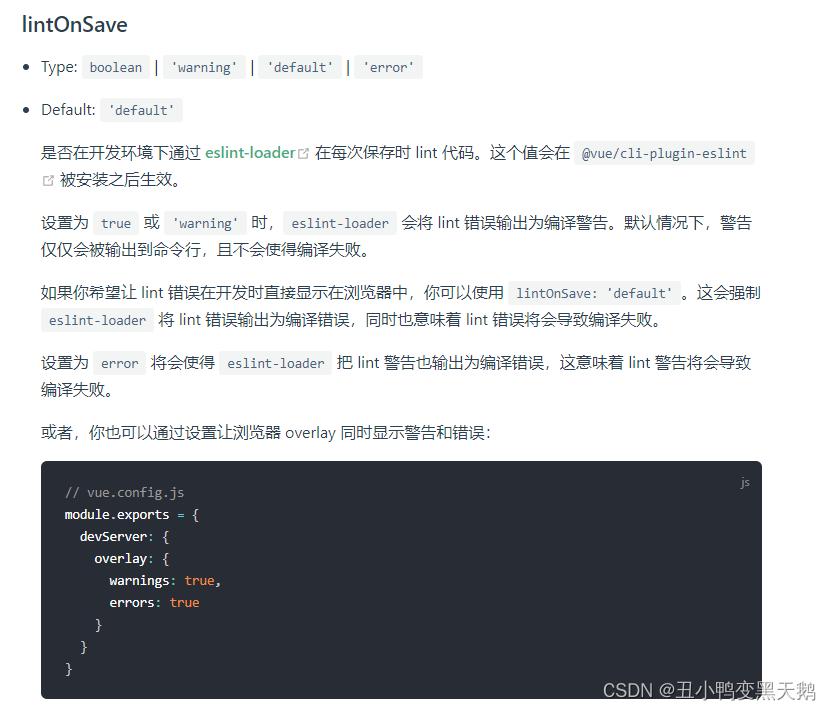 lintOnSave
• Type: boolean | 'warning' | 'default' | 'error'
• Default: 'default'
是否在开发环境下通过 eslint-loader 在每次保存时 lint 代码。这个值会在 @vue/cli-plugin-eslint
被安装之后生效。
设置为 true 或 'warning' 时，eslint-loader 会将 lint 错误输出为编译警告。默认情况下，警告
仅仅会被输出到命令行，且不会使得编译失败。
如果你希望让 lint 错误在开发时直接显示在浏览器中，你可以使用 lintOnSave: 'default' 。这会强制
eslint-loader 将 lint 错误输出为编译错误，同时也意味着 lint 错误将会导致编译失败。
设置为 error 将会使得 eslint-loader 把 lint 警告也输出为编译错误，这意味着 lint 警告将会导致
编译失败。
或者，你也可以通过设置让浏览器 overlay 同时显示警告和错误：
js
// vue.config.js
module.exports = {
  devServer: {
    overlay: {
      warnings: true,
      errors: true
    }
  }
}
CSDN @丑小鸭变黑天鹅